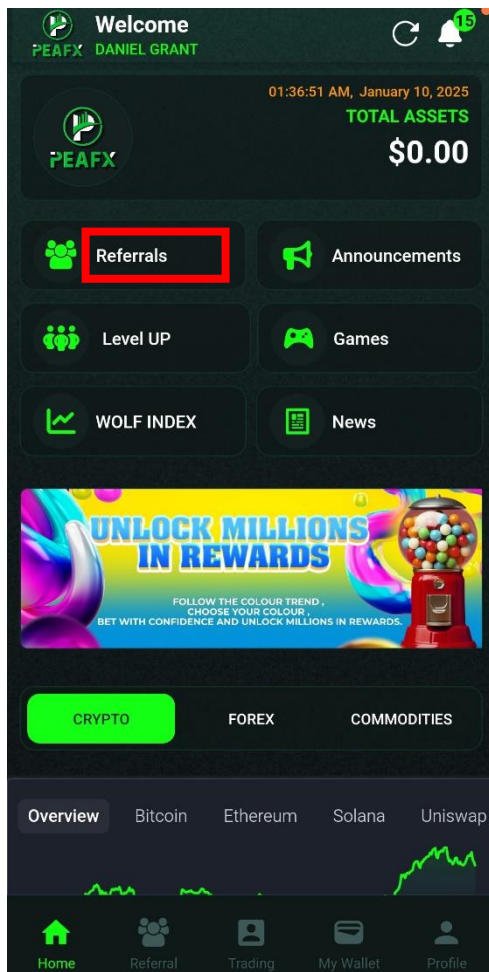 Welcome
PEAFX DANIEL GRANT
15
01:36:51 AM, January 10, 2025
TOTAL ASSETS
$0.00
PEAFX
Referrals
Announcements
Level UP
Games
WOLF INDEX
News
UNLOCK MILLIONS
IN REWARDS
FOLLOW THE COLOUR TREND ,
CHOOSE YOUR COLOUR ,
BET WITH CONFIDENCE AND UNLOCK MILLIONS IN REWARDS.
CRYPTO FOREX COMMODITIES
Overview Bitcoin Ethereum Solana Uniswap
Home Referral Trading My Wallet Profile